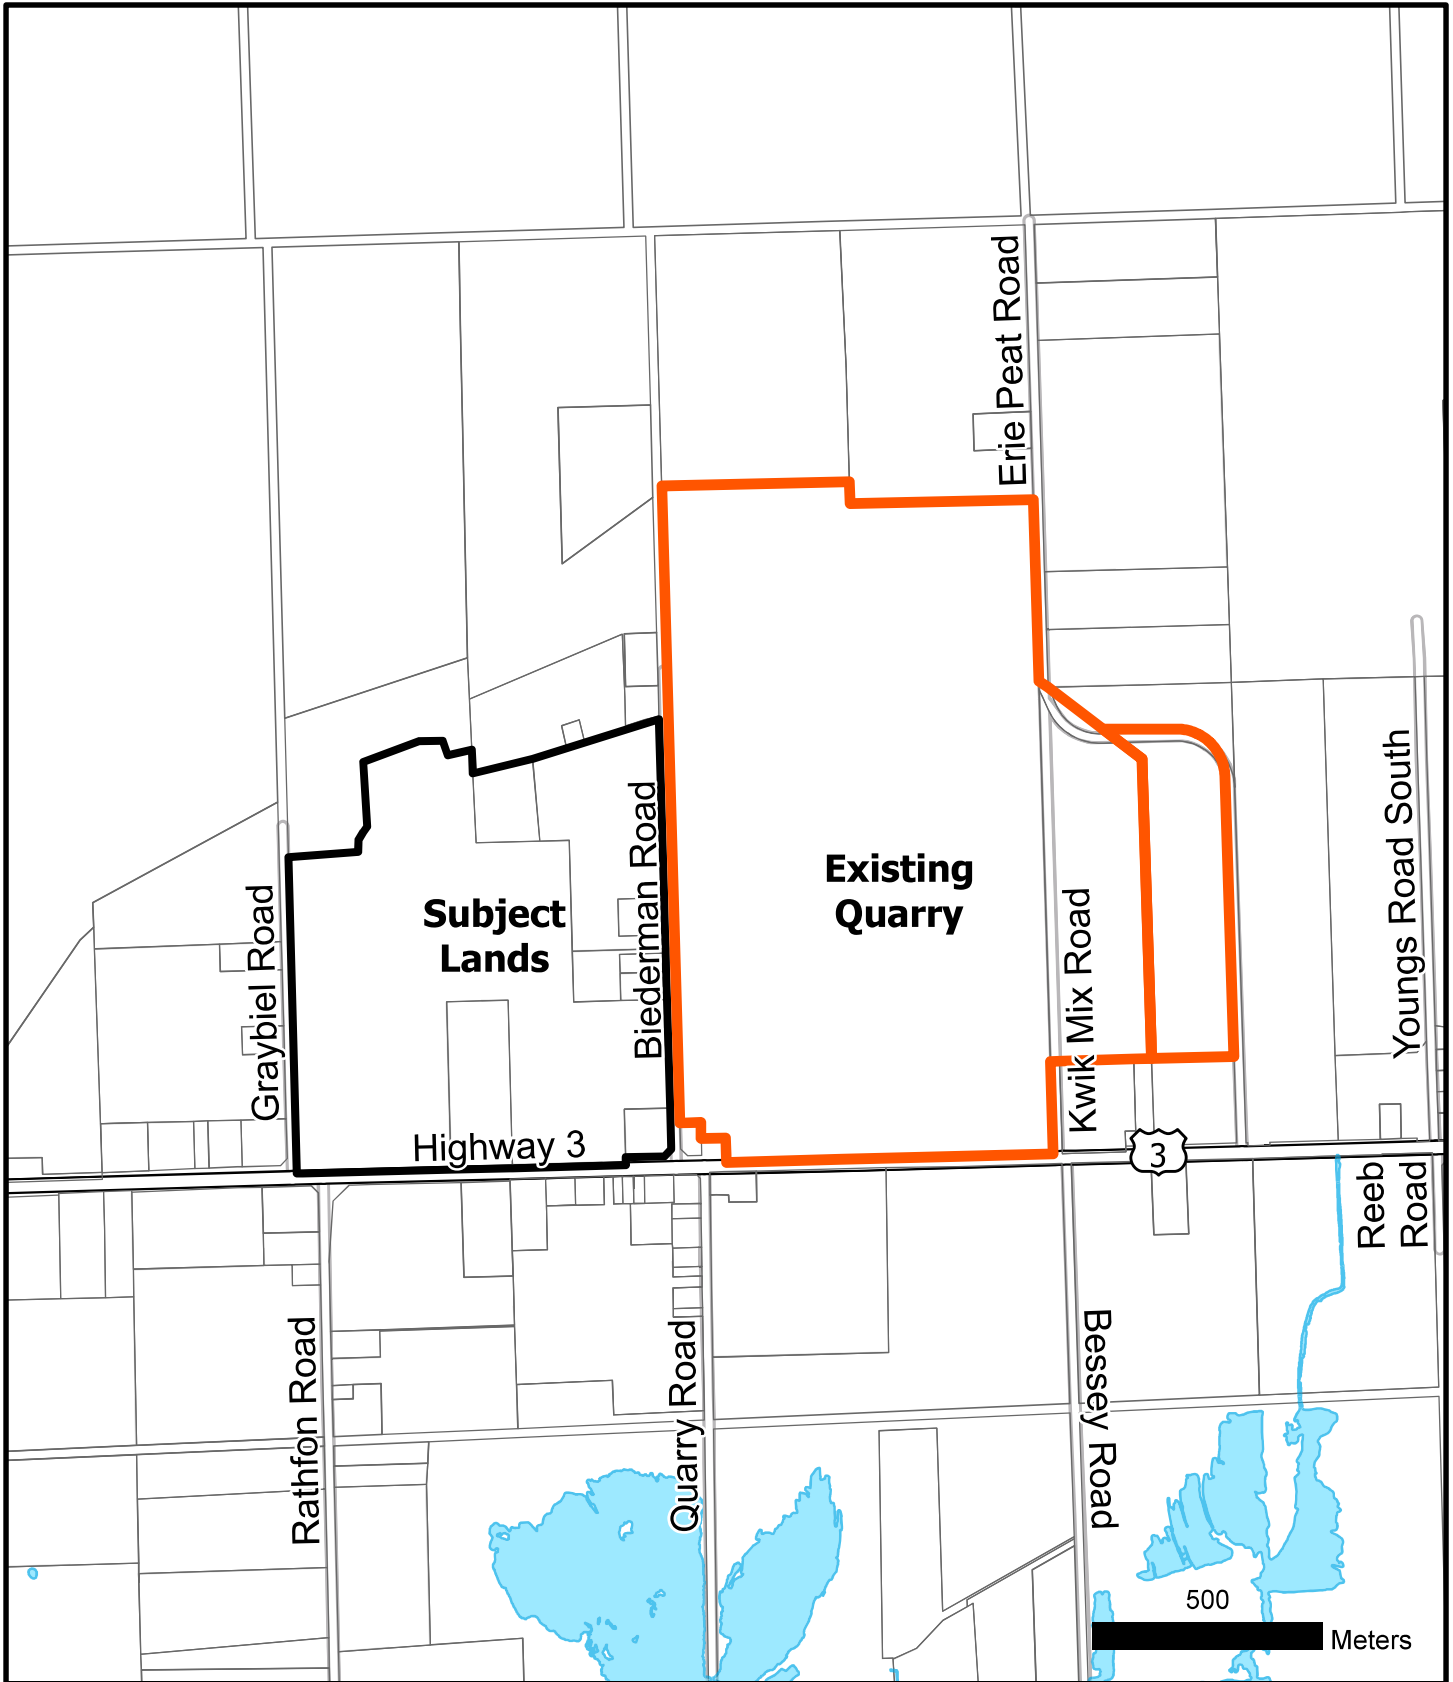 Erie Peat Road
Existing
Quarry
Subject
Lands
Biederman Road
Graybiel Road
Kwik Mix Road
Youngs Road South
Highway 3
3
Reeb
Road
Rathfon Road
Quarry Road
Bessey Road
500
Meters